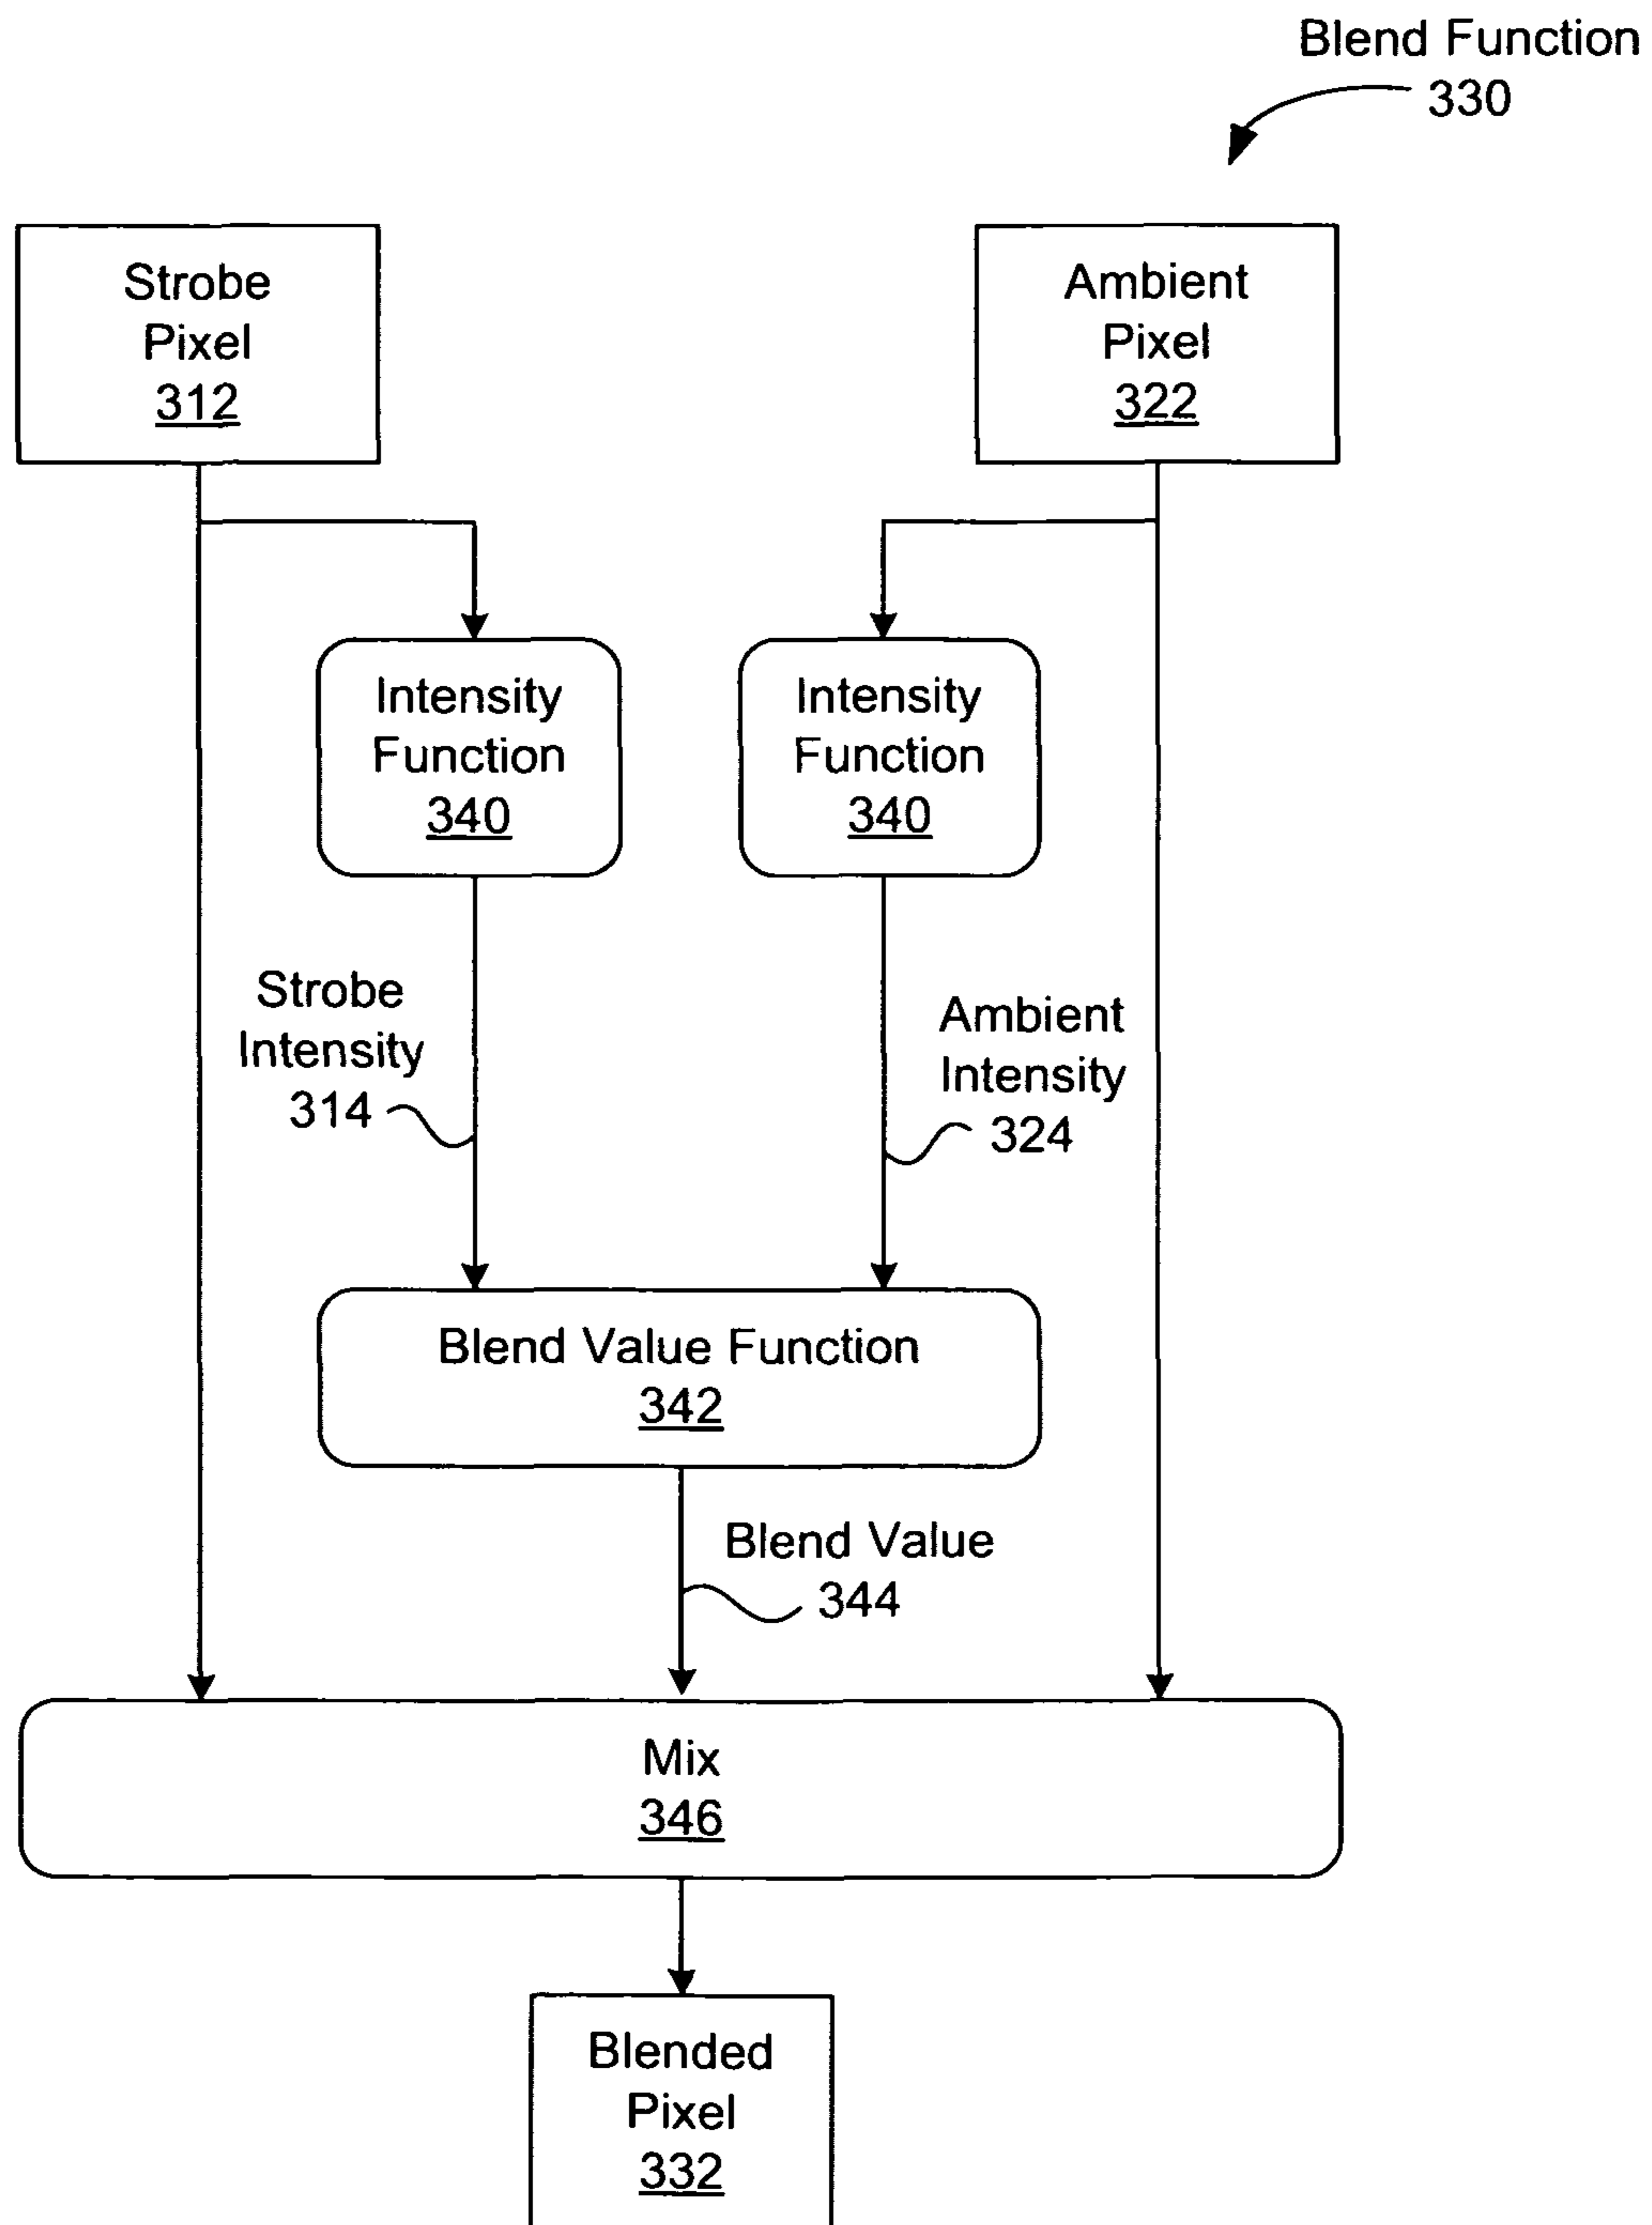 Blend Function
330
Strobe
Pixel
312
Ambient
Pixel
322
Intensity
Function
340
Intensity
Function
340
Strobe
Intensity
314
Ambient
Intensity
324
Blend Value Function
342
Blend Value
344
Mix
346
Blended
Pixel
332